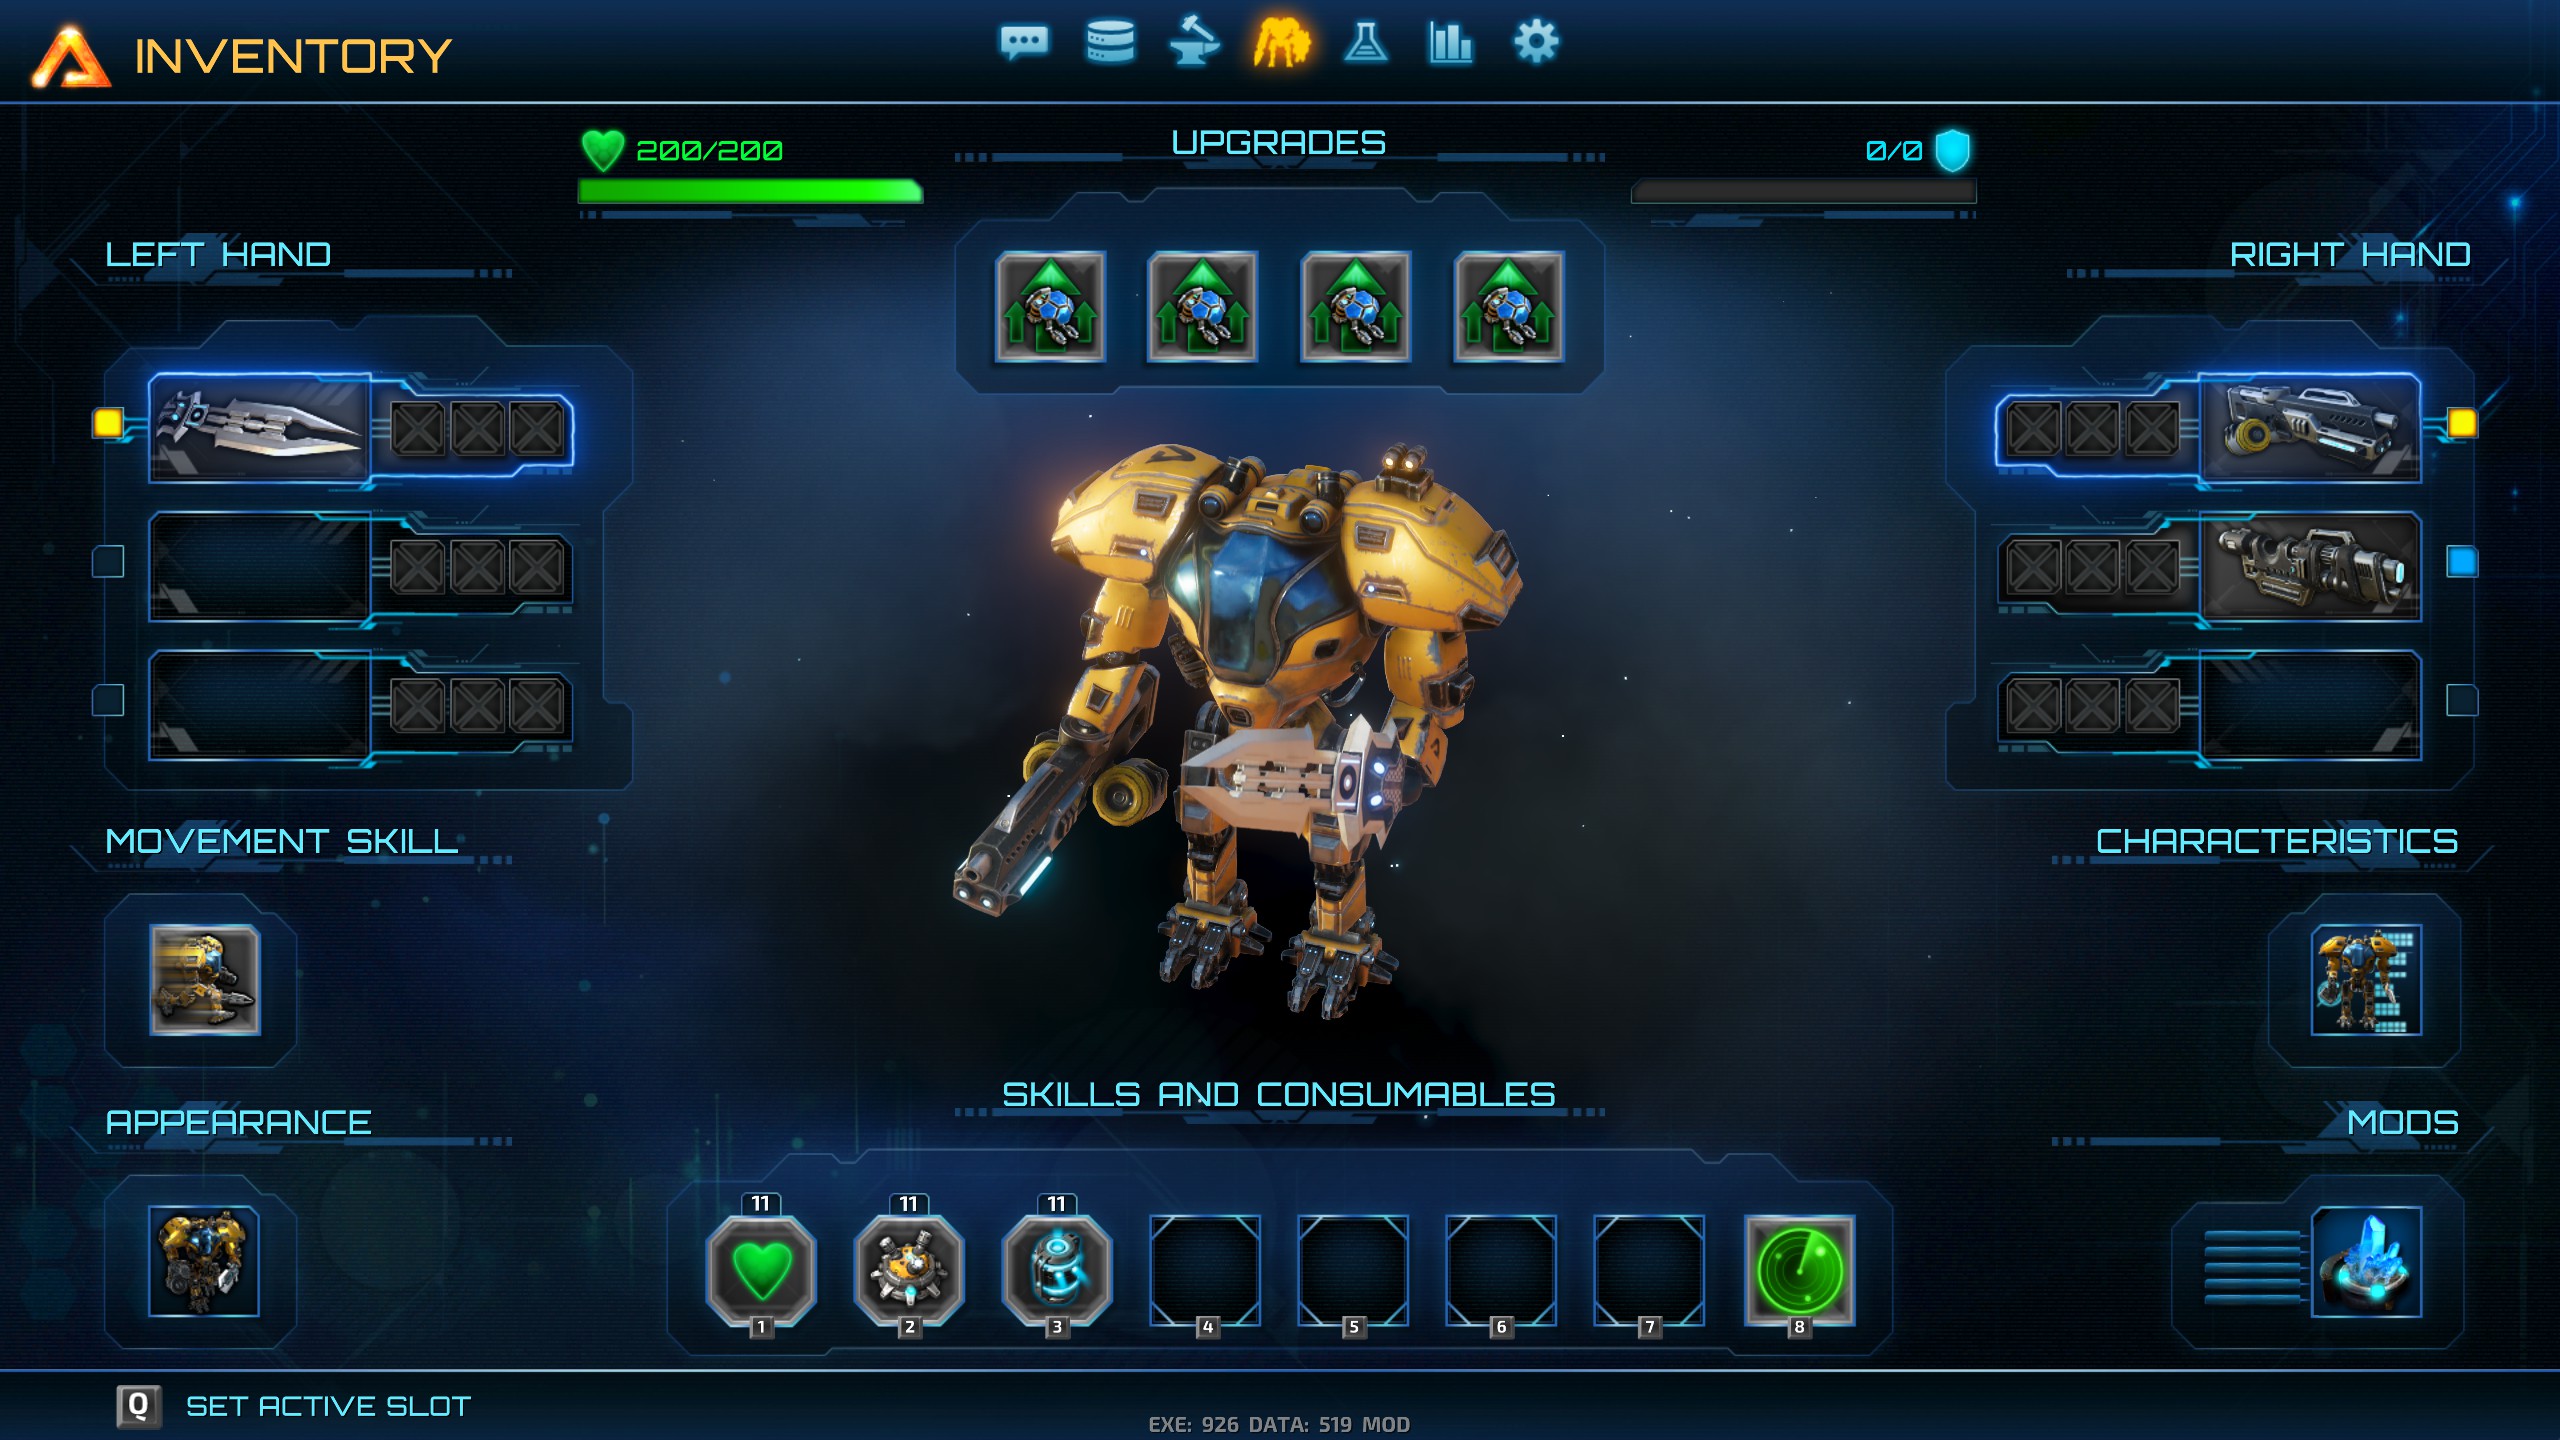 INVENTORY
200/200
UPGRADES
0/0
LEFT HAND
RIGHT HAND
MOVEMENT SKILL
CHARACTERISTICS
SKILLS AND CONSUMABLES
APPEARANCE
MODS
11
11
11
1
2
3
4
5
6
7
8
Q SET ACTIVE SLOT
EXE: 926 DATA: 519 MOD